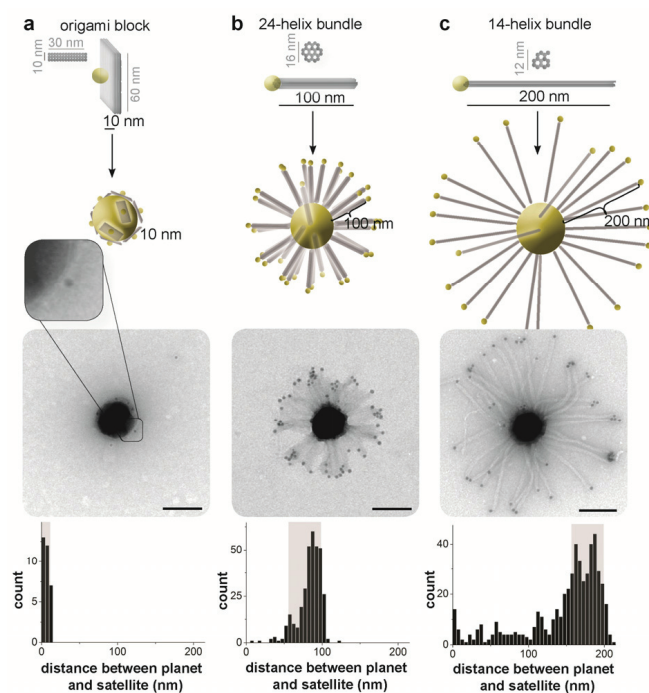 a
origami block
30 nm
10 nm
60 nm
10 nm
10 nm
b
24-helix bundle
16 nm
100 nm
100 nm
c
14-helix bundle
12 nm
200 nm
200 nm
10
5
0
count
0
100
200
distance between planet
and satellite (nm)
50
25
0
count
0
100
200
distance between planet
and satellite (nm)
40
20
0
count
0
100
200
distance between planet
and satellite (nm)